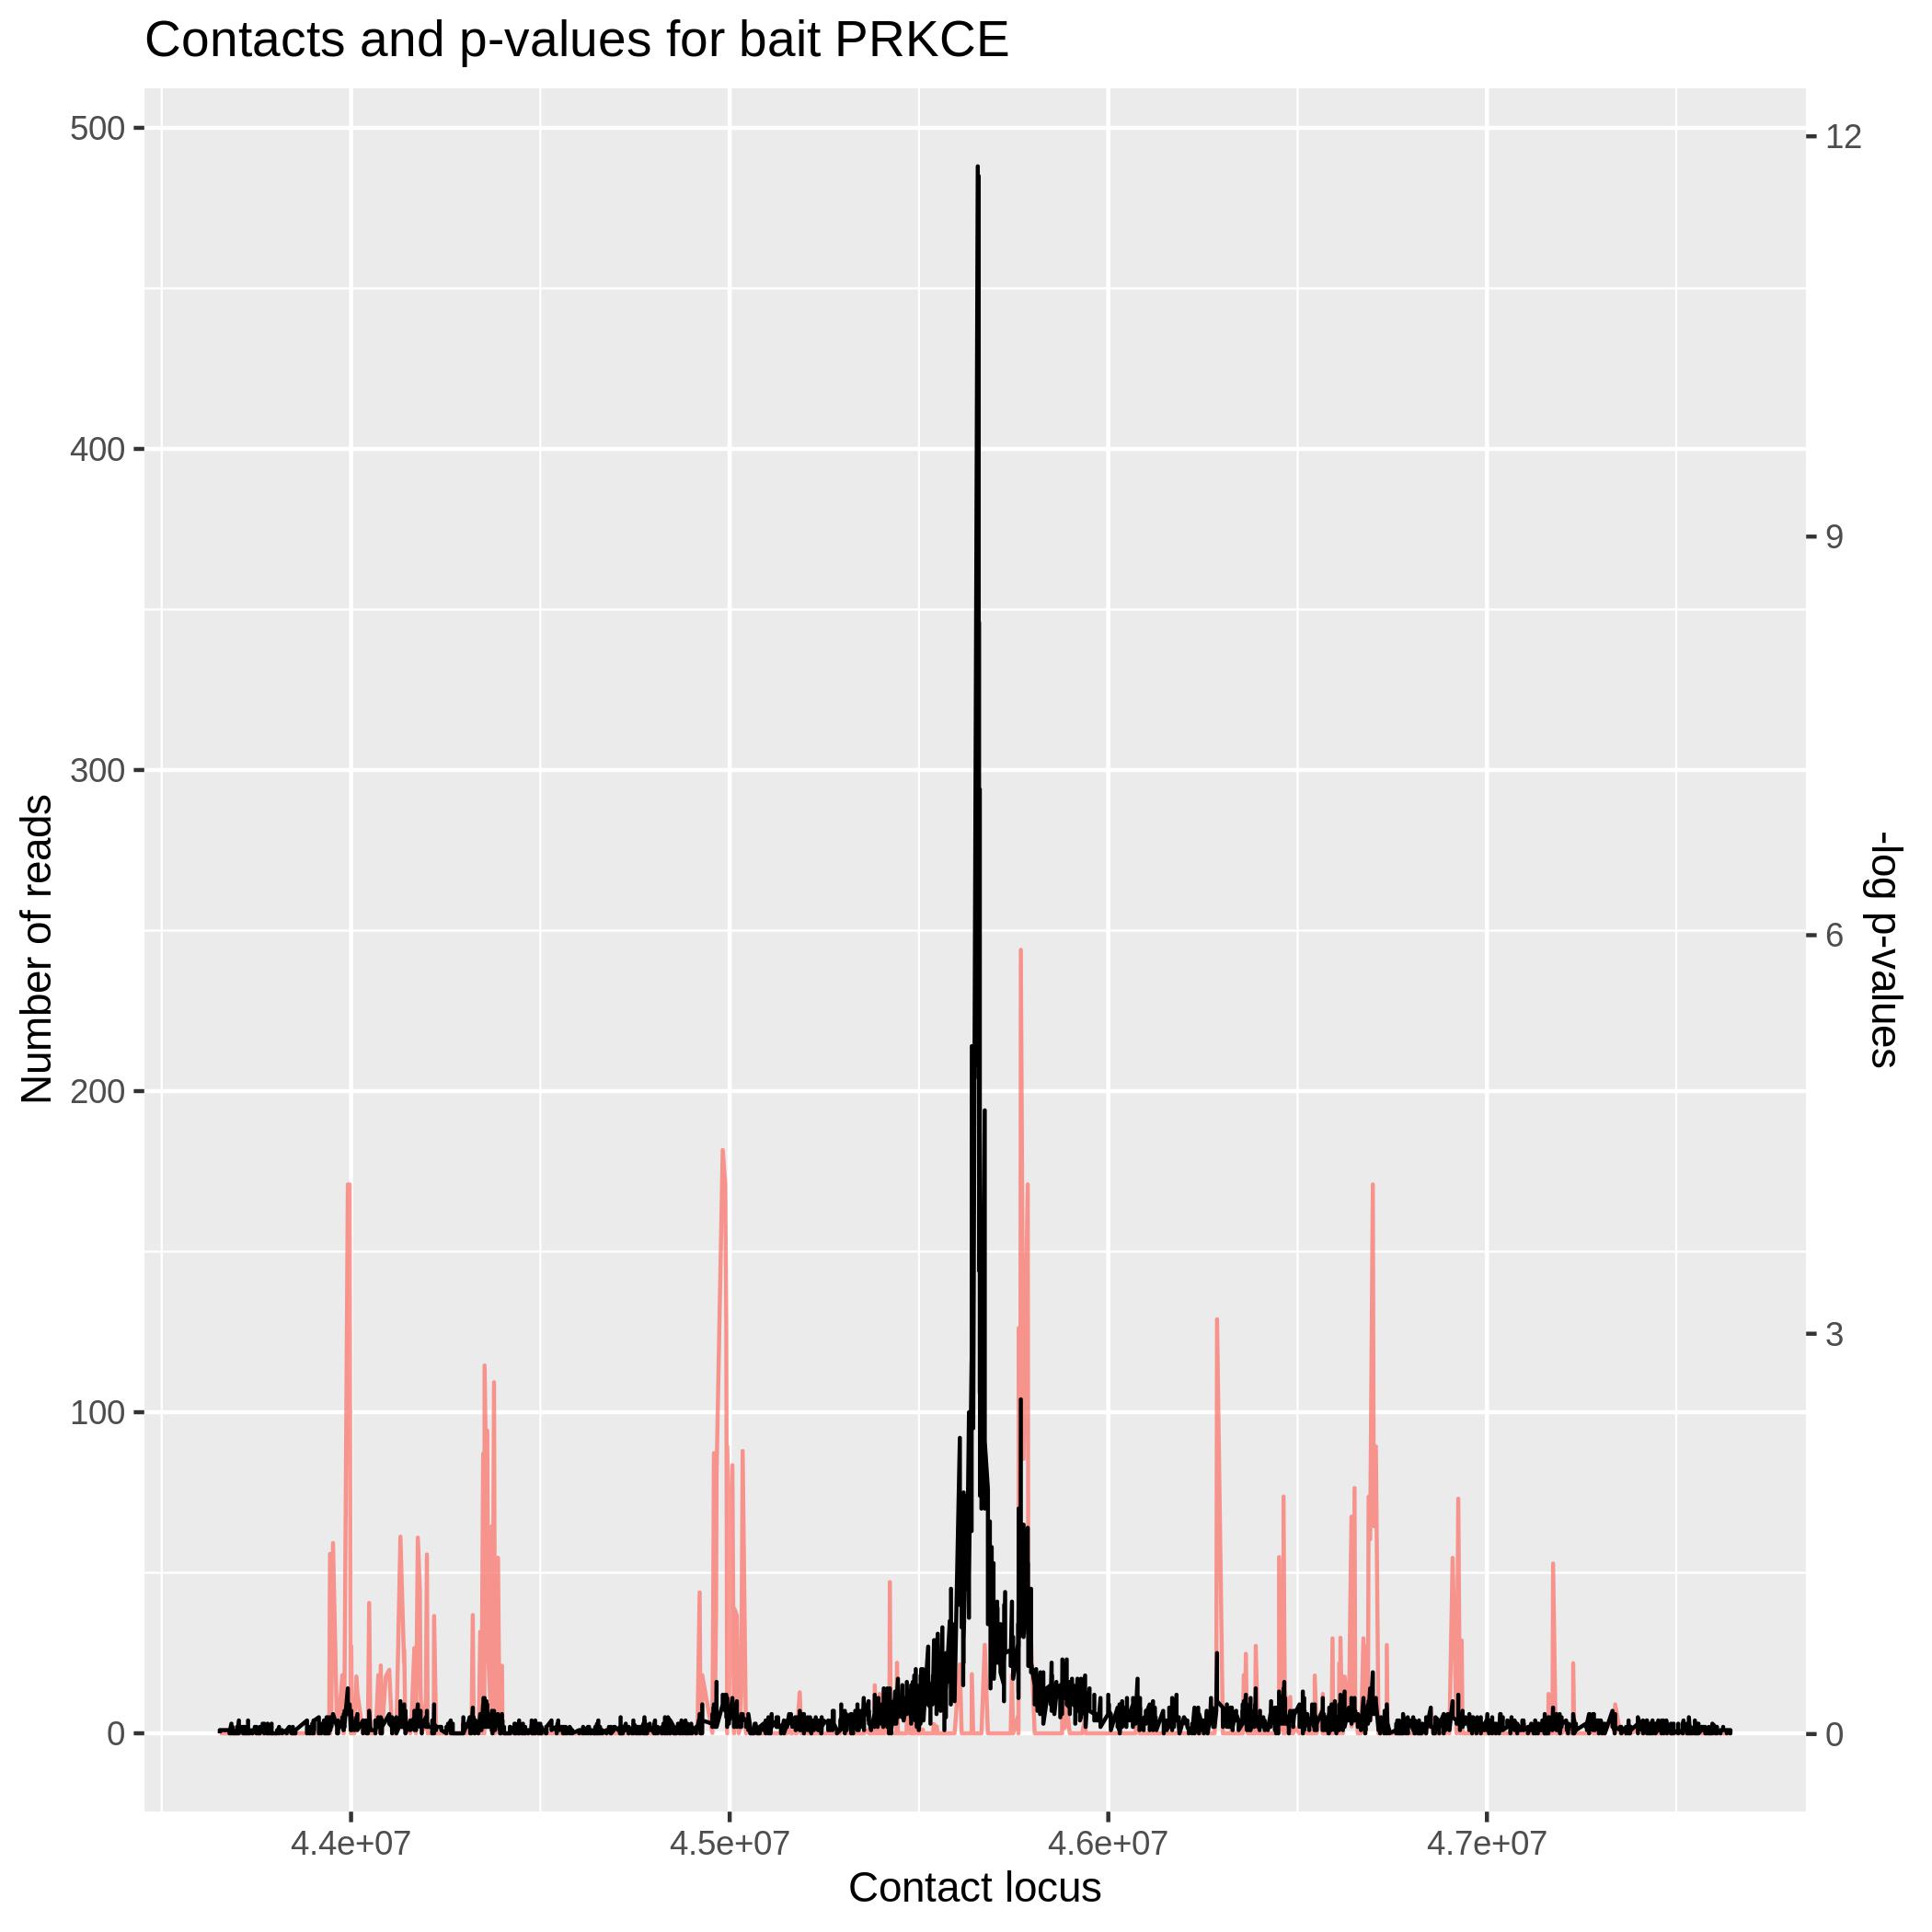 Contacts and p-values for bait PRKCE
500
400
300
200
100
0
Number of reads
12
9
6
3
0
-log p-values
4.4e+07
4.5e+07
4.6e+07
4.7e+07
Contact locus